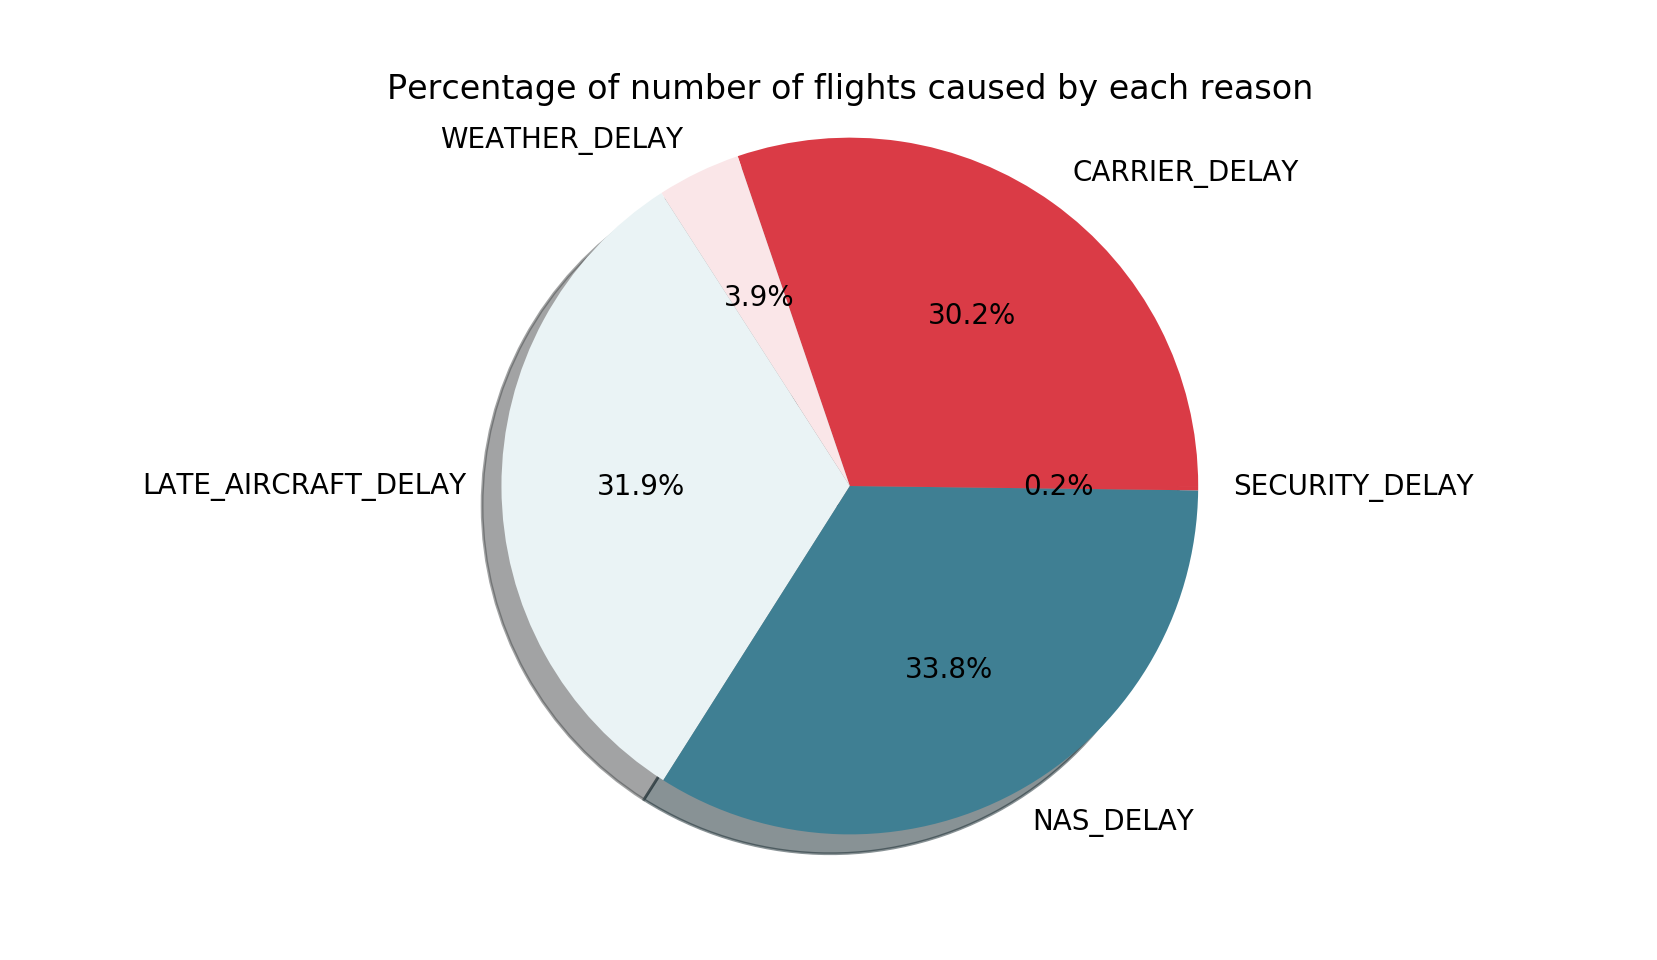 Percentage of number of flights caused by each reason
WEATHER_DELAY
CARRIER_DELAY
3.9%
30.2%
LATE_AIRCRAFT_DELAY
31.9%
0.2%
SECURITY_DELAY
33.8%
NAS_DELAY